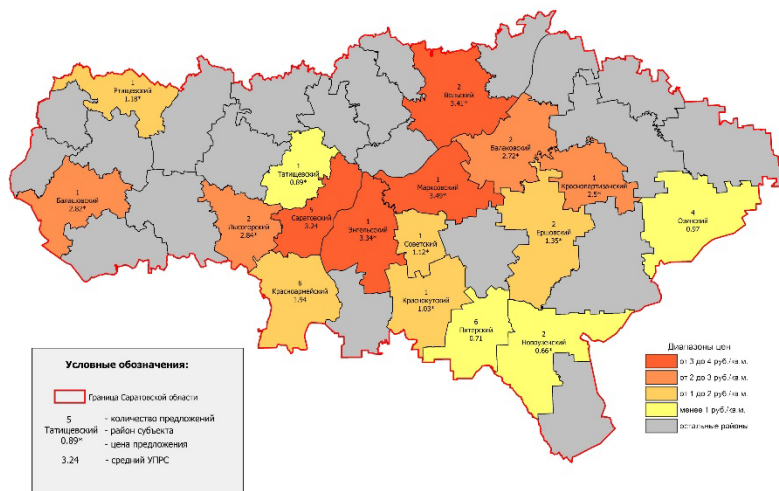 1
Ртищевский
1.18*
2
Вольский
3.41*
2
Балаковский
2.72*
1
Татищевский
0.89*
1
Марксовский
3.49*
1
Краснопартизанский
2.5*
1
Балашовский
2.82*
2
Лысогорский
2.84*
5
Саратовский
3.24
1
Энгельсский
3.34*
1
Советский
1.12*
2
Ершовский
1.35*
4
Озинский
0.97
6
Красноармейский
1.94
1
Краснокутский
1.03*
6
Питерский
0.71
2
Новоузенский
0.66*
Условные обозначения:
Граница Саратовской области
5 - количество предложений
Татищевский - район субъекта
0.89* - цена предложения
3.24 - средний УПРС
Диапазоны цен
от 3 до 4 руб./кв.м.
от 2 до 3 руб./кв.м.
от 1 до 2 руб./кв.м.
менее 1 руб./кв.м.
остальные районы